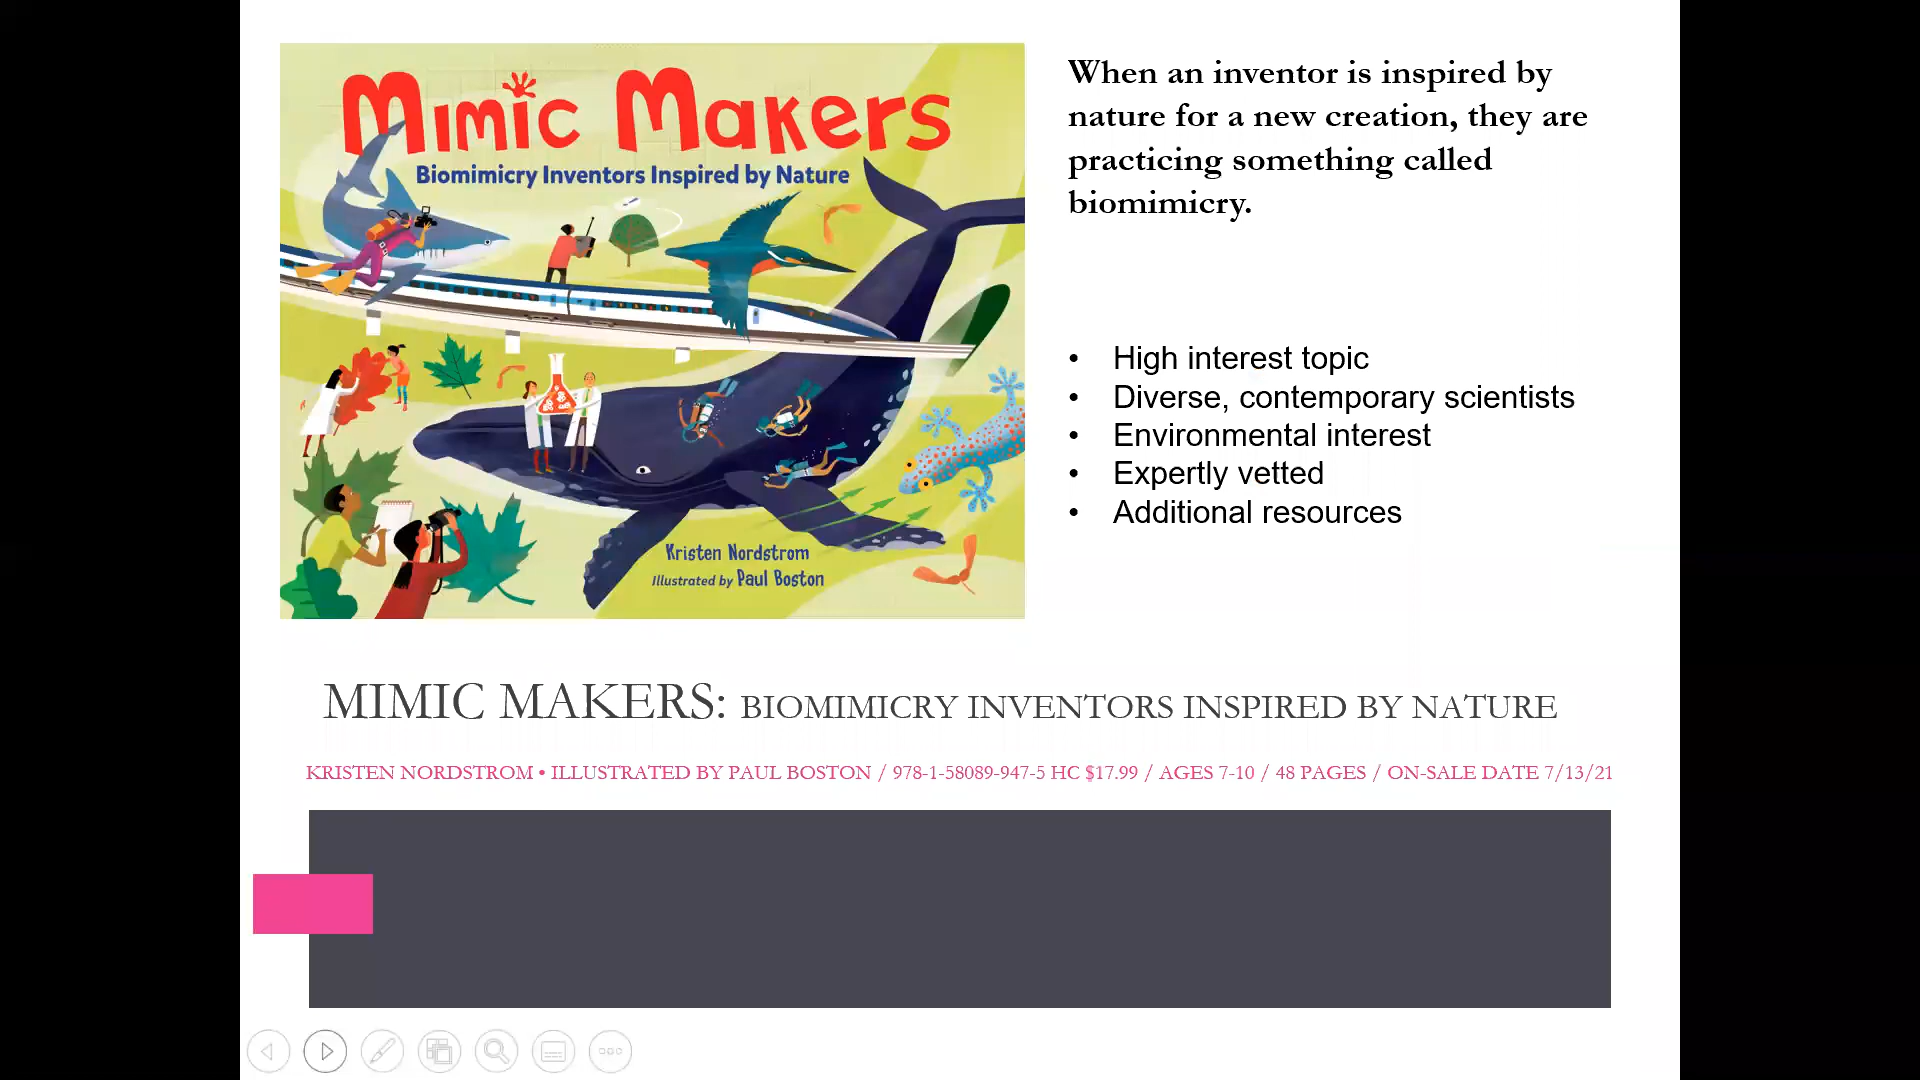 Mimic Makers
Biomimicry Inventors Inspired by Nature
Kristen Nordstrom
Illustrated by Paul Boston
When an inventor is inspired by
nature for a new creation, they are
practicing something called
biomimicry.
• High interest topic
• Diverse, contemporary scientists
• Environmental interest
• Expertly vetted
• Additional resources
MIMIC MAKERS: BIOMIMICRY INVENTORS INSPIRED BY NATURE
KRISTEN NORDSTROM • ILLUSTRATED BY PAUL BOSTON / 978-1-58089-947-5 HC $17.99 / AGES 7-10 / 48 PAGES / ON-SALE DATE 7/13/21